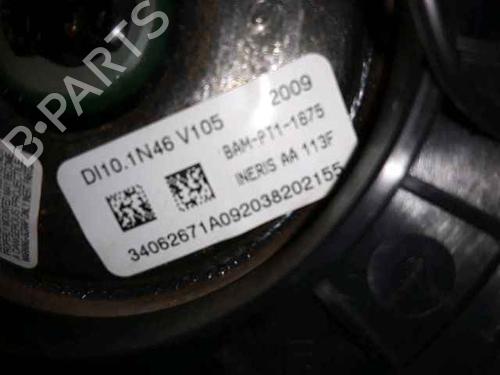 B-PARTS
DI10.1N46 V105 2009
BAM-PT1-1675
INERIS AA 113F
34062671A092038202155